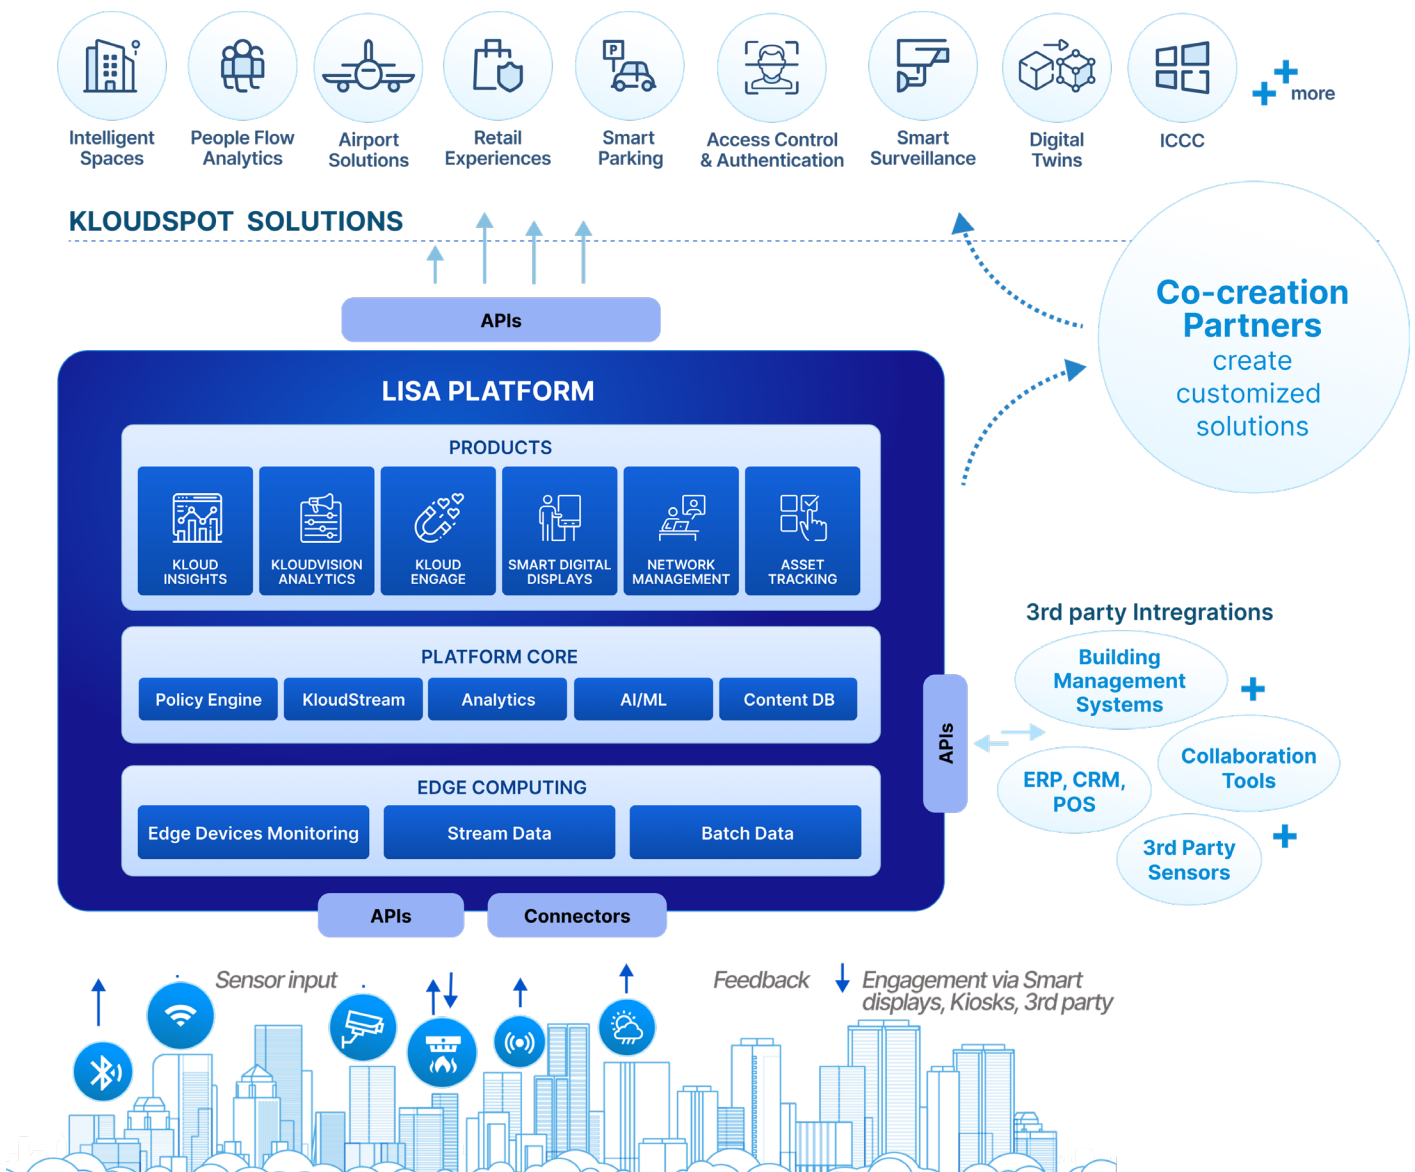 Intelligent
Spaces
People Flow
Analytics
Airport
Solutions
Retail
Experiences
P
Smart
Parking
Access Control
& Authentication
Smart
Surveillance
Digital
Twins
ICCC
more
KLOUDSPOT SOLUTIONS
Co-creation
Partners
create
customized
solutions
APIs
LISA PLATFORM
PRODUCTS
KLOUD
INSIGHTS
KLOUDVISION
ANALYTICS
KLOUD
ENGAGE
SMART DIGITAL
DISPLAYS
NETWORK
MANAGEMENT
ASSET
TRACKING
PLATFORM CORE
Policy Engine
KloudStream
Analytics
AI/ML
Content DB
EDGE COMPUTING
Edge Devices Monitoring
Stream Data
Batch Data
APIs
3rd party Intregrations
Building
Management
Systems
Collaboration
Tools
ERP, CRM,
POS
3rd Party
Sensors
APIs
Connectors
Sensor input
Feedback
Engagement via Smart
displays, Kiosks, 3rd party